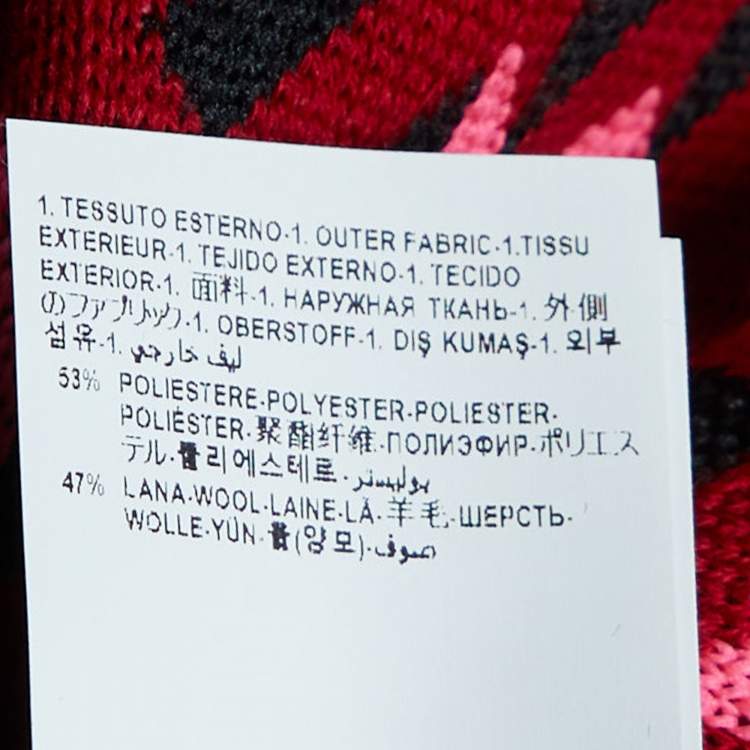 1. TESSUTO ESTERNO-1. OUTER FABRIC-1.TISSU
EXTERIEUR-1. TEJIDO EXTERNO-1. TECIDO
EXTERIOR-1. 面料-1. НАРУЖНАЯ ТКАНЬ-1. 外側
のファブリック-1. OBERSTOFF-1. DIŞ KUMAŞ-1. 외부
섬유-1. ليف خارجي
53% POLIESTERE-POLYESTER-POLIESTER-
POLIÉSTER-聚酯纤维-ПОЛИЭФИР-ポリエス
テル-폴리에스테르-بوليستر
47% LANA-WOOL-LAINE-LÃ-羊毛-ШЕРСТЬ-
WOLLE-YÜN-(양모)-صوف